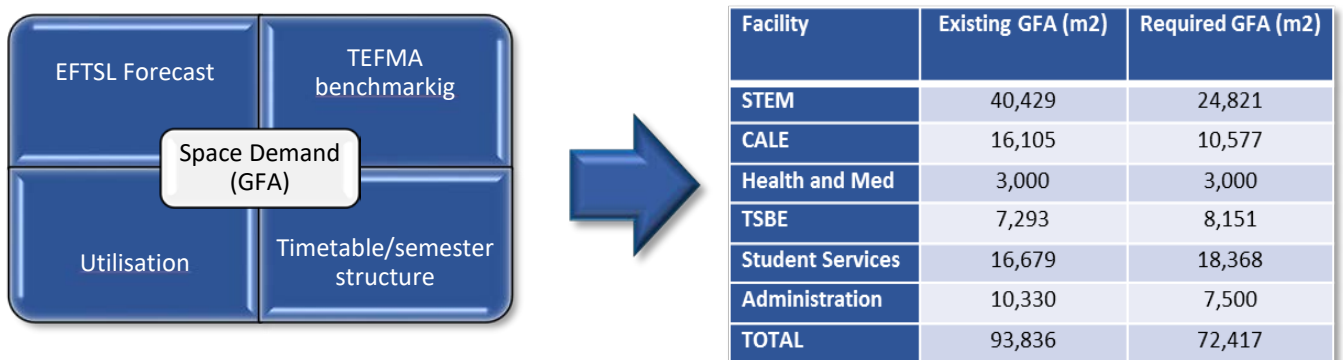 EFTSL Forecast
TEFMA
benchmarkig
Space Demand
(GFA)
Utilisation
Timetable/semester
structure
Facility Existing GFA (m2) Required GFA (m2)
STEM 40,429 24,821
CALE 16,105 10,577
Health and Med 3,000 3,000
TSBE 7,293 8,151
Student Services 16,679 18,368
Administration 10,330 7,500
TOTAL 93,836 72,417